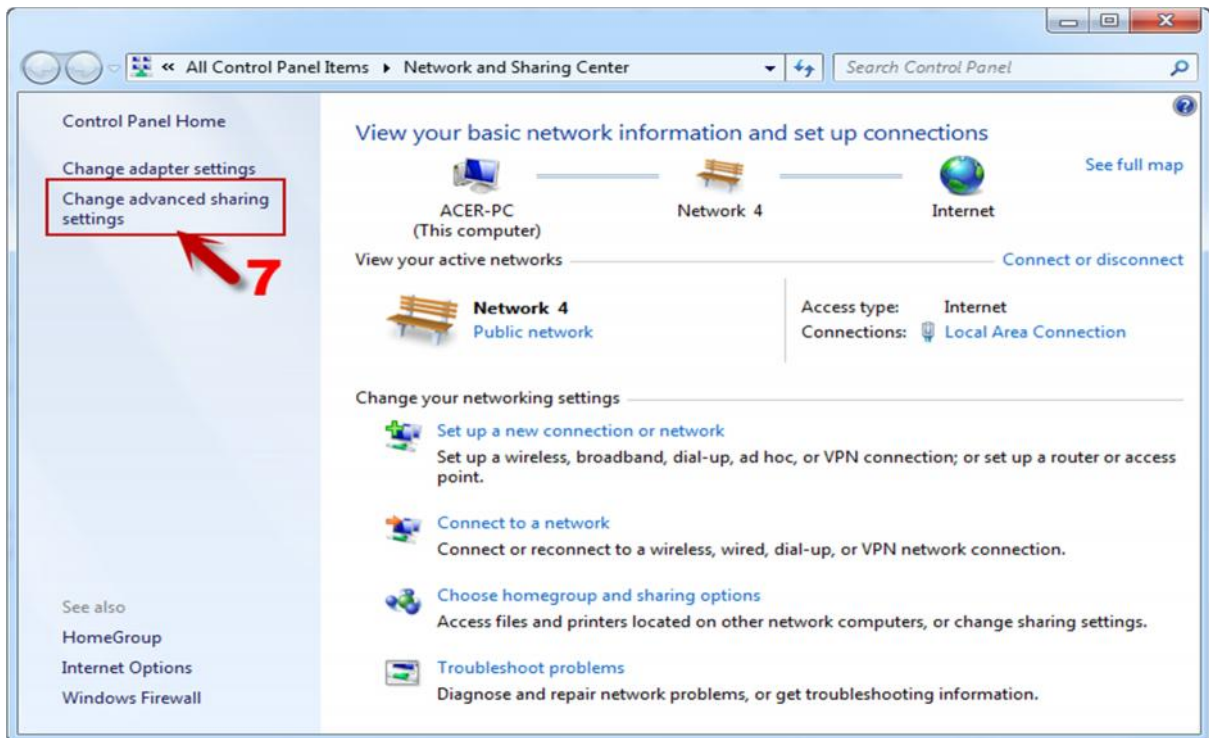 « All Control Panel Items ▸ Network and Sharing Center
Search Control Panel
Control Panel Home
Change adapter settings
Change advanced sharing
settings
7
See also
HomeGroup
Internet Options
Windows Firewall
View your basic network information and set up connections
See full map
ACER-PC
(This computer)
Network 4
Internet
View your active networks
Connect or disconnect
Network 4
Public network
Access type: Internet
Connections: Local Area Connection
Change your networking settings
Set up a new connection or network
Set up a wireless, broadband, dial-up, ad hoc, or VPN connection; or set up a router or access
point.
Connect to a network
Connect or reconnect to a wireless, wired, dial-up, or VPN network connection.
Choose homegroup and sharing options
Access files and printers located on other network computers, or change sharing settings.
Troubleshoot problems
Diagnose and repair network problems, or get troubleshooting information.